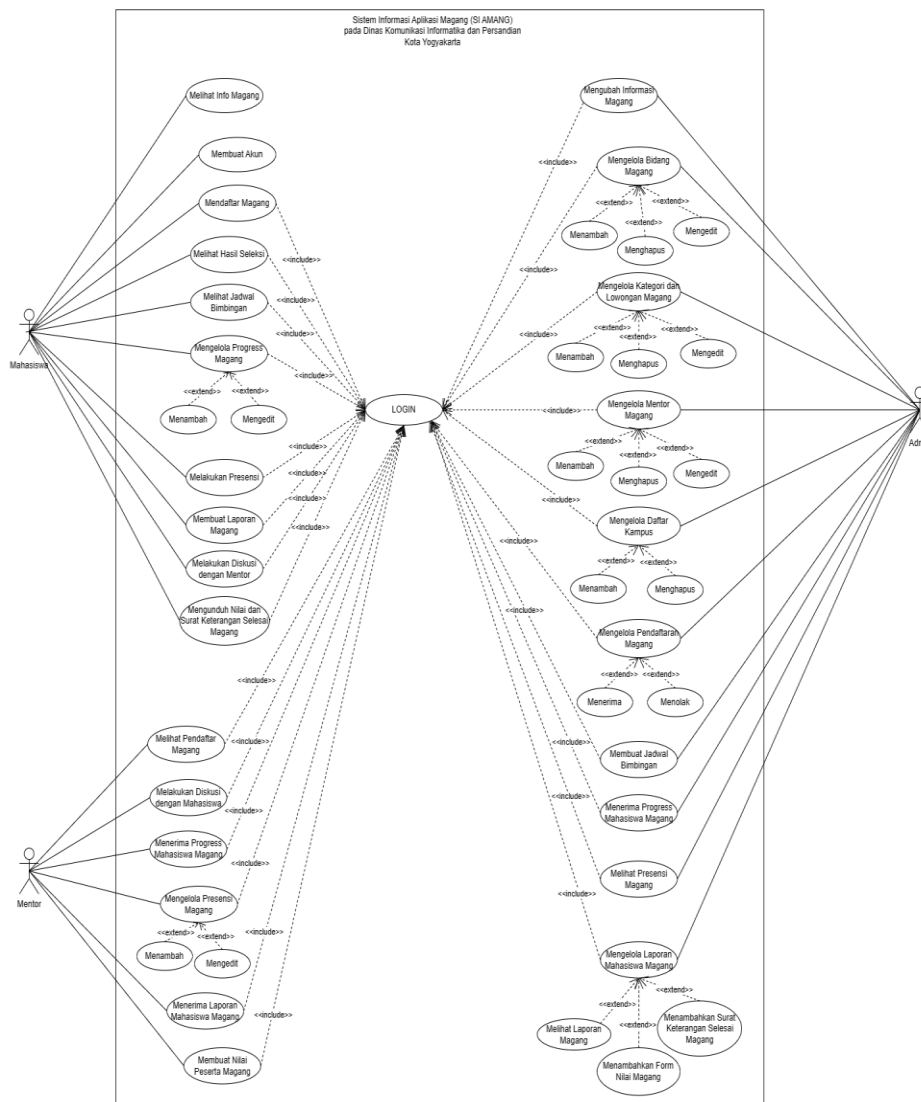 Sistem Informasi Aplikasi Magang (SI AMANG)
pada Dinas Komunikasi Informatika dan Persandian
Kota Yogyakarta
Melihat Info Magang
Membuat Akun
Mendaftar Magang
<<include>>
Melihat Hasil Seleksi
<<include>>
Melihat Jadwal
Bimbingan
<<include>>
Mengelola Progress
Magang
<<include>>
<<extend>>
<<extend>>
Menambah
Mengedit
Mahasiswa
Melakukan Presensi
<<include>>
Membuat Laporan
Magang
<<include>>
Melakukan Diskusi
dengan Mentor
<<include>>
Mengunduh Nilai dan
Surat Keterangan Selesai
Magang
<<include>>
LOGIN
Melihat Pendaftar
Magang
<<include>>
Melakukan Diskusi
dengan Mahasiswa
<<include>>
Menerima Progress
Mahasiswa Magang
<<include>>
Mentor
Mengelola Presensi
Magang
<<include>>
<<extend>>
<<extend>>
Menambah
Mengedit
Menerima Laporan
Mahasiswa Magang
<<include>>
Membuat Nilai
Peserta Magang
<<include>>
Mengubah Informasi
Magang
<<include>>
Mengelola Bidang
Magang
<<include>>
<<extend>>
<<extend>>
<<extend>>
Menambah
Menghapus
Mengedit
Mengelola Kategori dan
Lowongan Magang
<<include>>
<<extend>>
<<extend>>
<<extend>>
Menambah
Menghapus
Mengedit
Mengelola Mentor
Magang
<<include>>
<<extend>>
<<extend>>
<<extend>>
Menambah
Menghapus
Mengedit
Adm
Mengelola Daftar
Kampus
<<include>>
<<extend>>
<<extend>>
Menambah
Menghapus
Mengelola Pendaftaran
Magang
<<include>>
<<extend>>
<<extend>>
Menerima
Menolak
Membuat Jadwal
Bimbingan
<<include>>
Menerima Progress
Mahasiswa Magang
<<include>>
Melihat Presensi
Magang
<<include>>
Mengelola Laporan
Mahasiswa Magang
<<include>>
<<extend>>
<<extend>>
<<extend>>
Melihat Laporan
Magang
Menambahkan Form
Nilai Magang
Menambahkan Surat
Keterangan Selesai
Magang